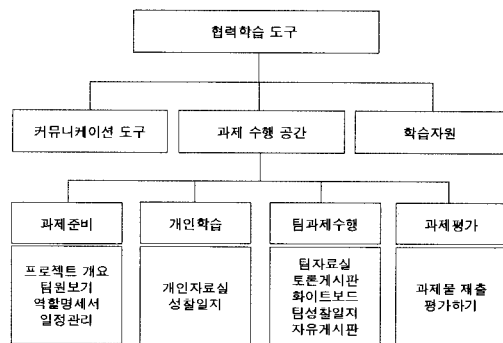 협력학습 도구
커뮤니케이션 도구
과제 수행 공간
학습자원
과제준비
개인학습
팀과제수행
과제평가
프로젝트 개요
팀원보기
역할명세서
일정관리
개인자료실
성찰일지
팀자료실
토론게시판
화이트보드
팀성찰일지
자유게시판
과제물 제출
평가하기